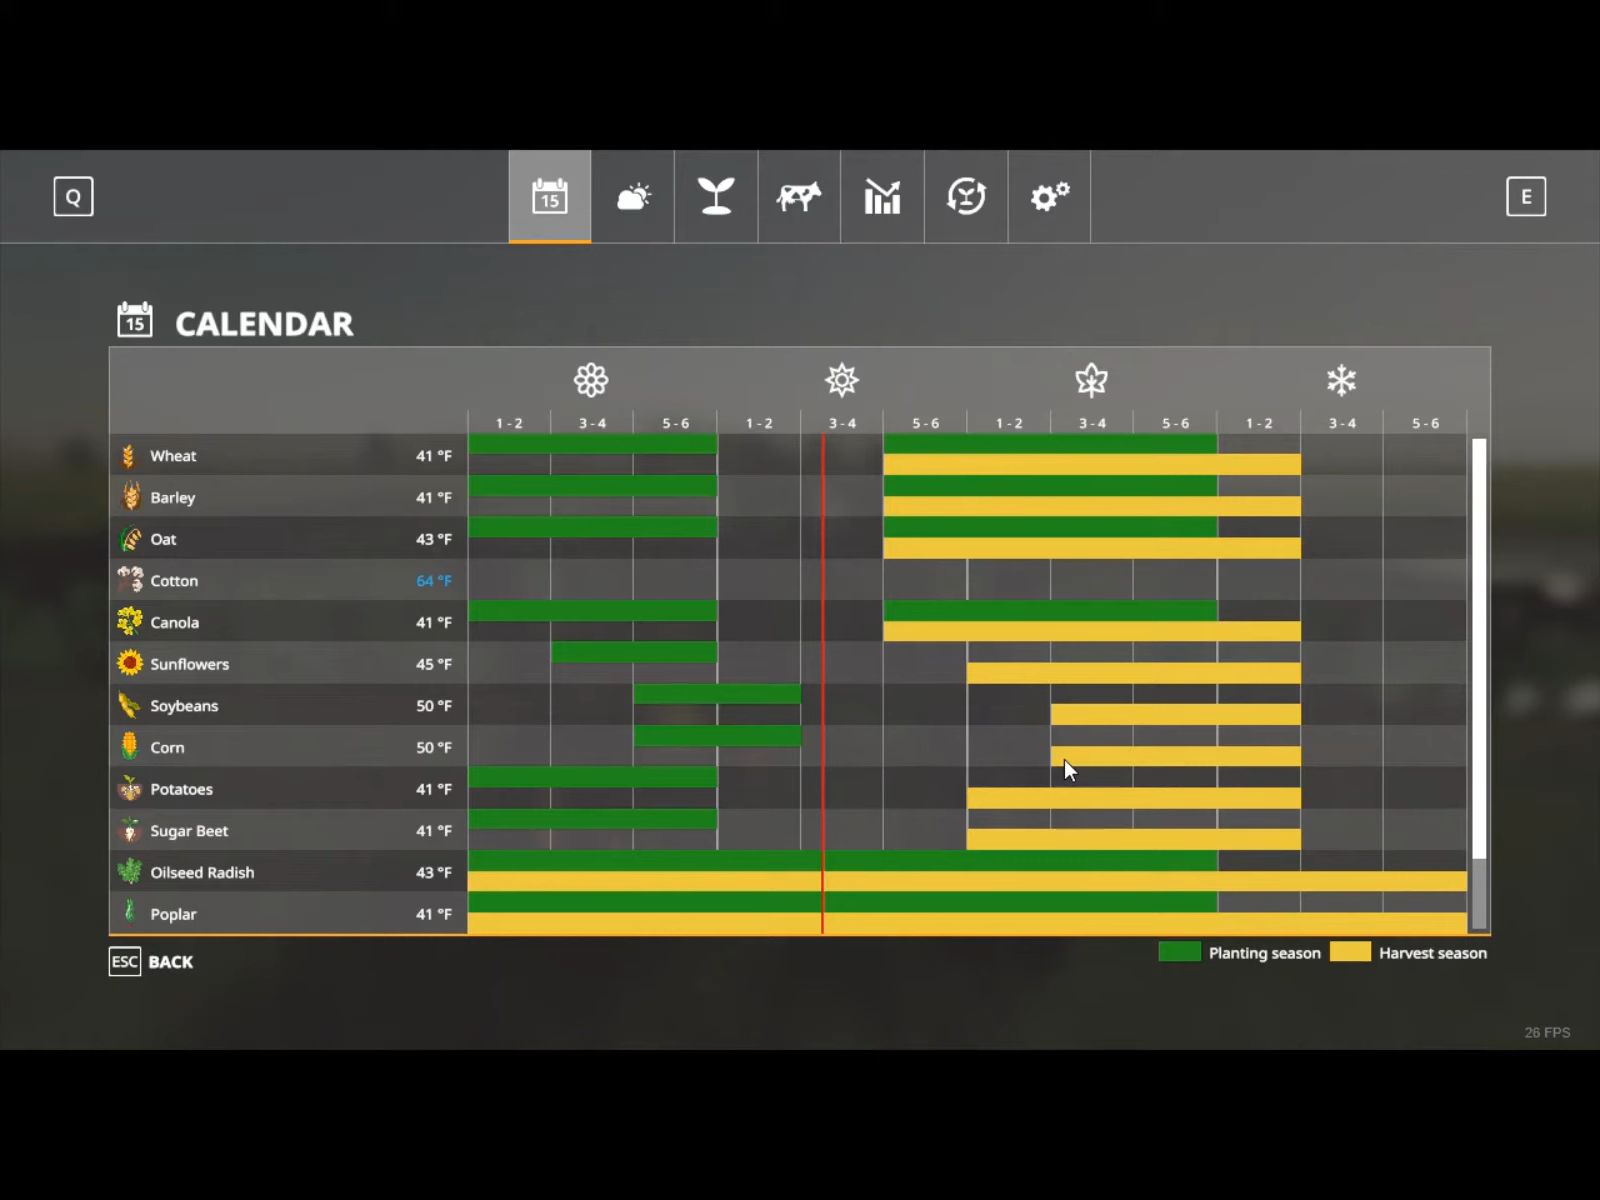 Q
15
E
15 CALENDAR
1 - 2 3 - 4 5 - 6 1 - 2 3 - 4 5 - 6 1 - 2 3 - 4 5 - 6 1 - 2 3 - 4 5 - 6
Wheat 41 °F
Barley 41 °F
Oat 43 °F
Cotton 64 °F
Canola 41 °F
Sunflowers 45 °F
Soybeans 50 °F
Corn 50 °F
Potatoes 41 °F
Sugar Beet 41 °F
Oilseed Radish 43 °F
Poplar 41 °F
ESC BACK
Planting season Harvest season
26 FPS